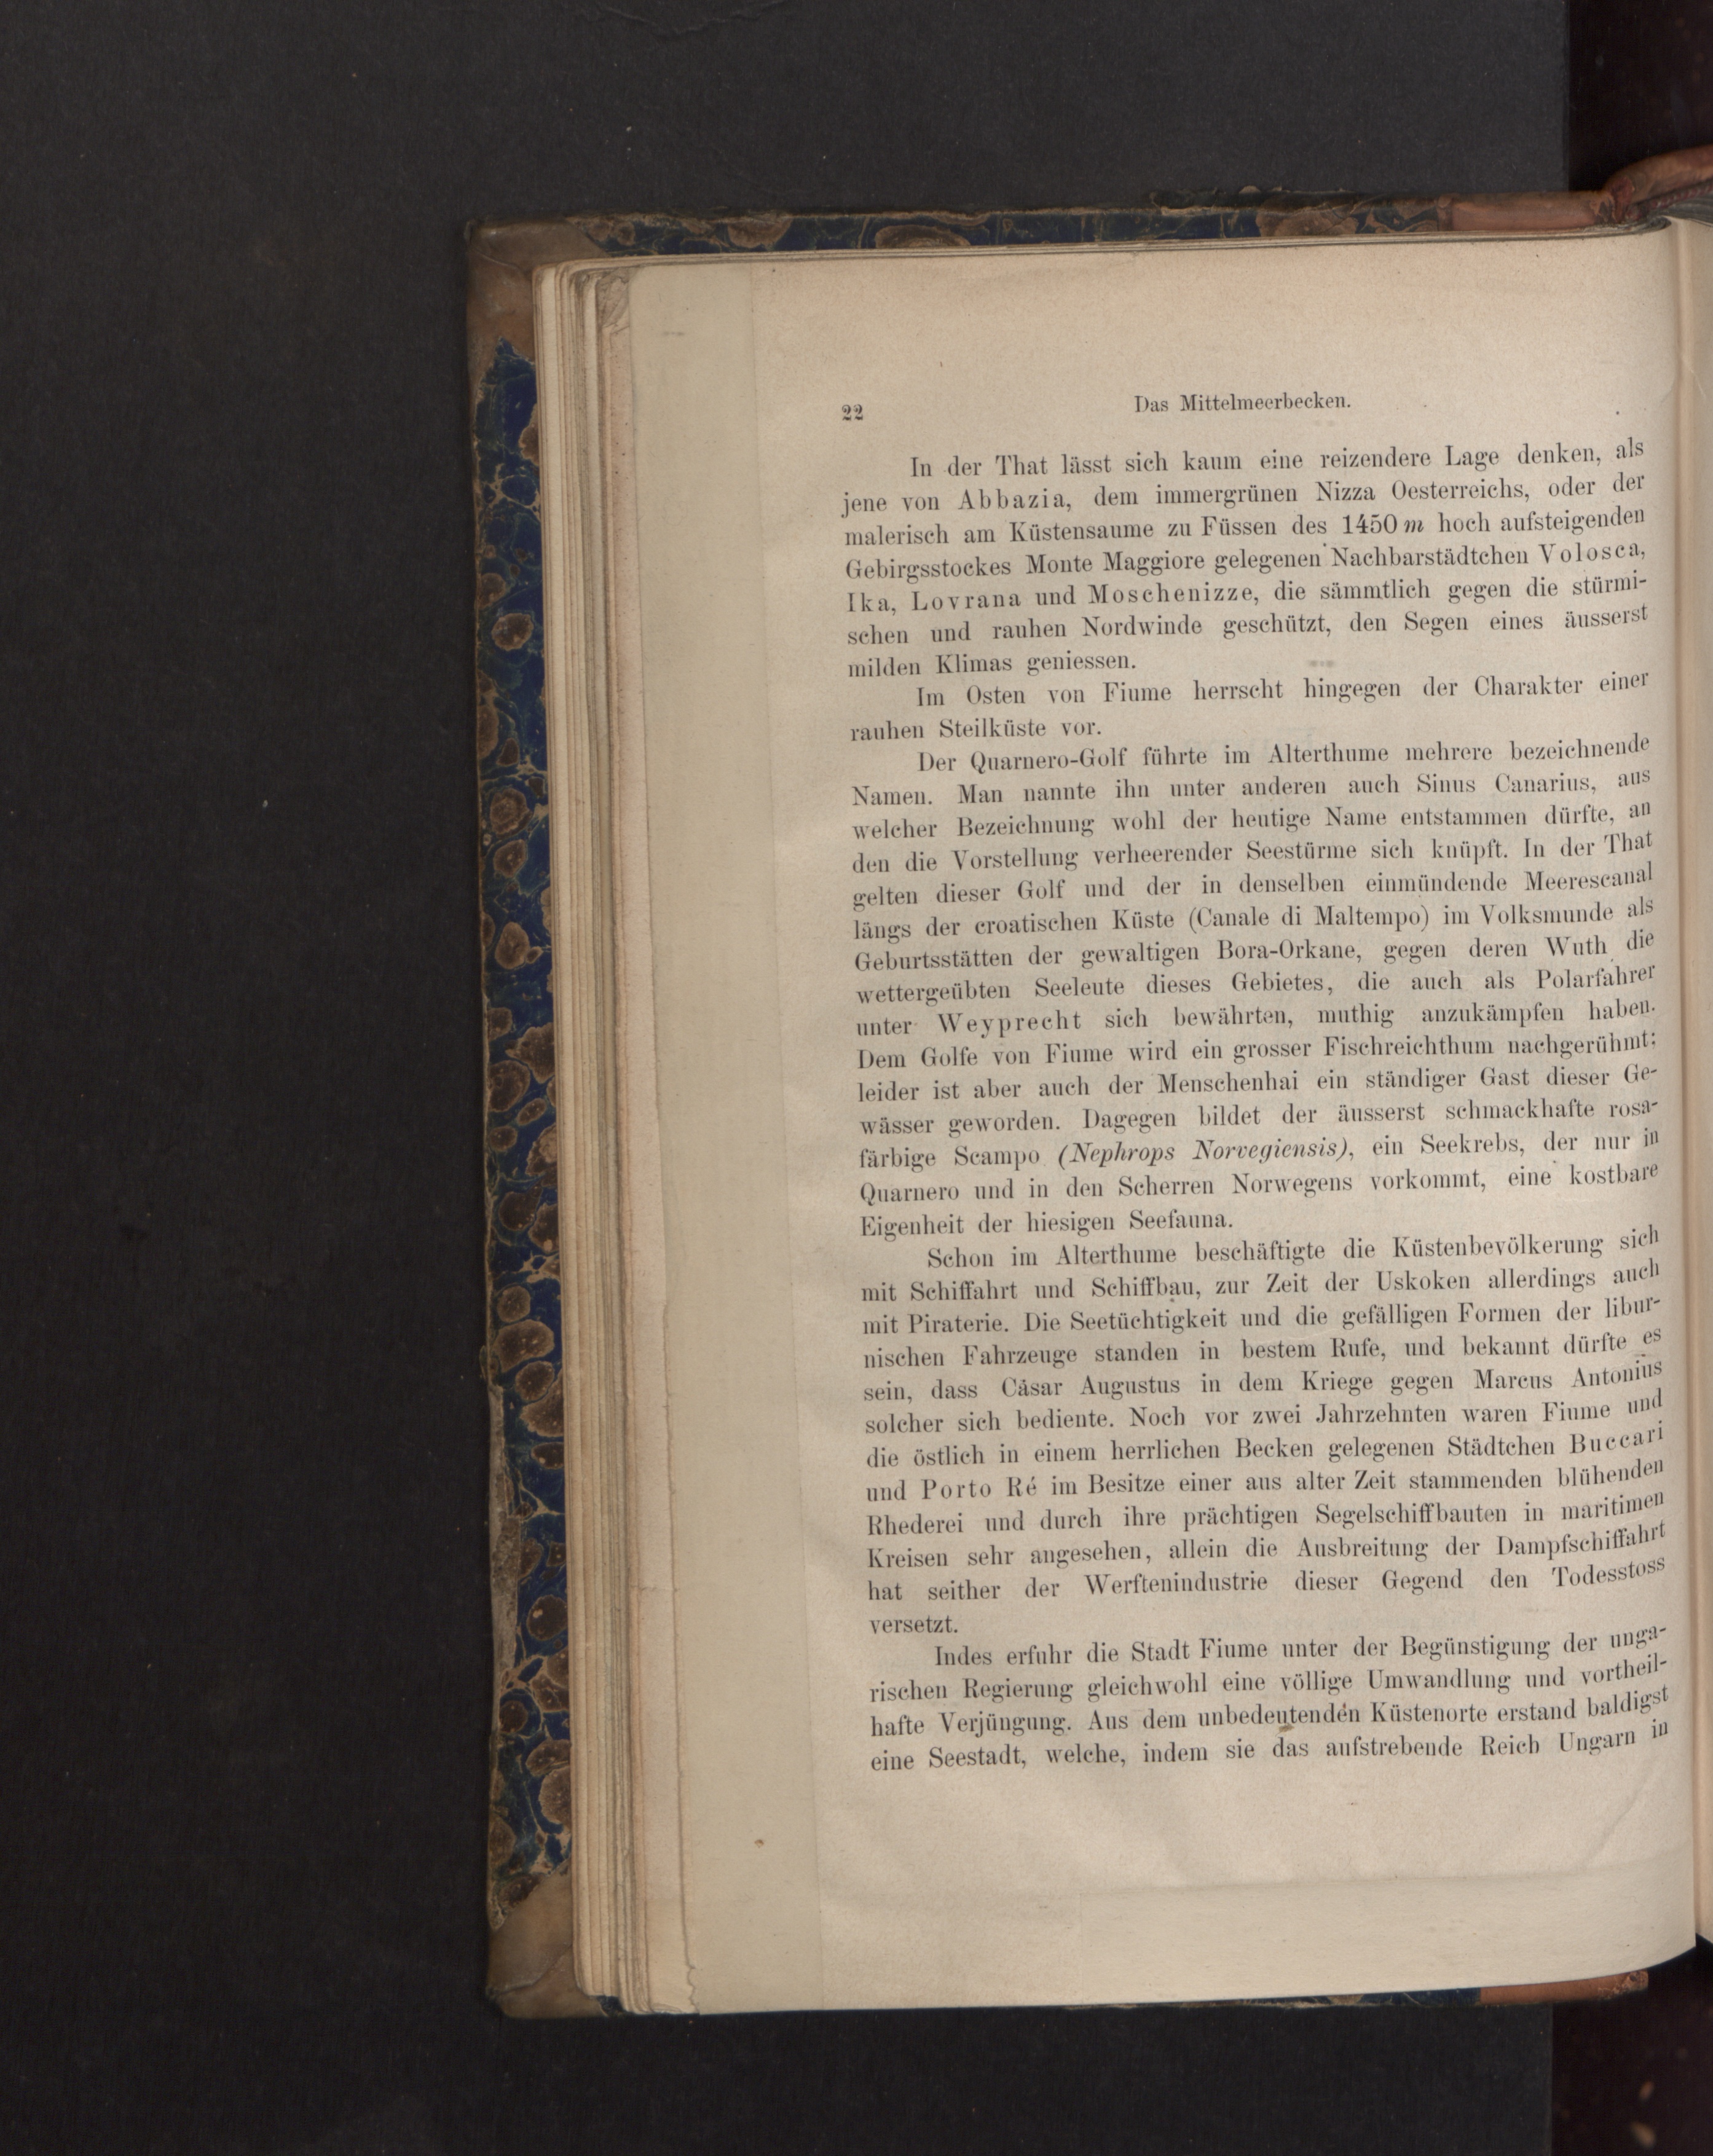 22
Das Mittelmeerbecken.
In der That lässt sich kaum eine reizendere Lage denken, als
jene von Abbazia, dem immergrünen Nizza Oesterreichs, oder der
malerisch am Küstensaume zu Füssen des 1450 m hoch aufsteigenden
Gebirgsstockes Monte Maggiore gelegenen Nachbarstädtchen Volosca,
Ika, Lovrana und Moschenizze, die sämmtlich gegen die stürmi-
schen und rauhen Nordwinde geschützt, den Segen eines äusserst
milden Klimas geniessen.
Im Osten von Fiume herrscht hingegen der Charakter einer
rauhen Steilküste vor.
Der Quarnero-Golf führte im Alterthume mehrere bezeichnende
Namen. Man nannte ihn unter anderen auch Sinus Canarius, aus
welcher Bezeichnung wohl der heutige Name entstammen dürfte, an
den die Vorstellung verheerender Seestürme sich knüpft. In der That
gelten dieser Golf und der in denselben einmündende Meerescanal
längs der croatischen Küste (Canale di Maltempo) im Volksmunde als
Geburtsstätten der gewaltigen Bora-Orkane, gegen deren Wuth die
wettergeübten Seeleute dieses Gebietes, die auch als Polarfahrer
unter Weyprecht sich bewährten, muthig anzukämpfen haben.
Dem Golfe von Fiume wird ein grosser Fischreichthum nachgerühmt;
leider ist aber auch der Menschenhai ein ständiger Gast dieser Ge-
wässer geworden. Dagegen bildet der äusserst schmackhafte rosa-
färbige Scampo (Nephrops Norvegiensis), ein Seekrebs, der nur in
Quarnero und in den Scherren Norwegens vorkommt, eine kostbare
Eigenheit der hiesigen Seefauna.
Schon im Alterthume beschäftigte die Küstenbevölkerung sich
mit Schiffahrt und Schiffbau, zur Zeit der Uskoken allerdings auch
mit Piraterie. Die Seetüchtigkeit und die gefälligen Formen der libur-
nischen Fahrzeuge standen in bestem Rufe, und bekannt dürfte es
sein, dass Cäsar Augustus in dem Kriege gegen Marcus Antonius
solcher sich bediente. Noch vor zwei Jahrzehnten waren Fiume und
die östlich in einem herrlichen Becken gelegenen Städtchen Buccari
und Porto Ré im Besitze einer aus alter Zeit stammenden blühenden
Rhederei und durch ihre prächtigen Segelschiffbauten in maritimen
Kreisen sehr angesehen, allein die Ausbreitung der Dampfschiffahrt
hat seither der Werftenindustrie dieser Gegend den Todesstoss
versetzt.
Indes erfuhr die Stadt Fiume unter der Begünstigung der unga-
rischen Regierung gleichwohl eine völlige Umwandlung und vortheil-
hafte Verjüngung. Aus dem unbedeutenden Küstenorte erstand baldigst
eine Seestadt, welche, indem sie das aufstrebende Reich Ungarn in